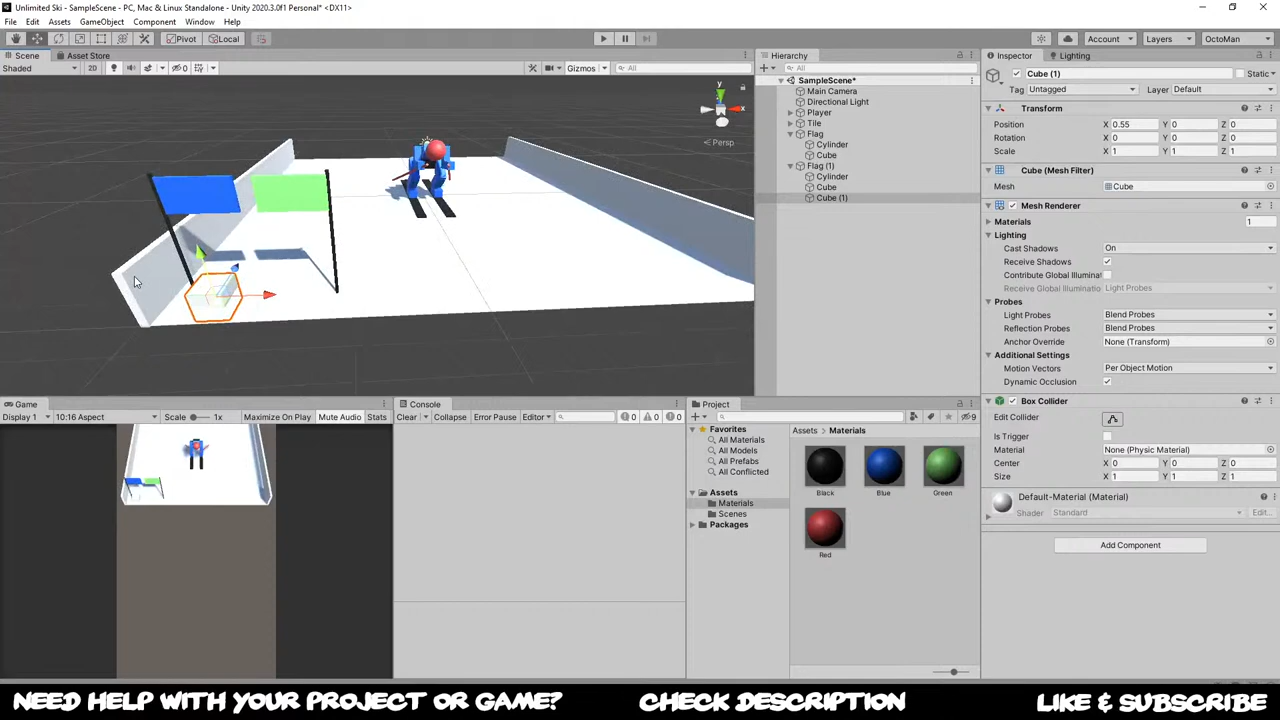 Unlimited Ski - SampleScene - PC, Mac & Linux Standalone - Unity 2020.3.0f1 Personal* <DX11>
File Edit Assets GameObject Component Window Help
Pivot Local Account Layers OctoMan
Scene Asset Store Hierarchy Inspector Lighting
Shaded 2D 0 Gizmos All All
Cube (1) Static
Tag Untagged Layer Default
SampleScene*
Main Camera
Directional Light
Player
Tile
Flag
Cylinder
Cube
Flag (1)
Cylinder
Cube
Cube (1)
y
x
Persp
Transform
Position X 0.55 Y 0 Z 0
Rotation X 0 Y 0 Z 0
Scale X 1 Y 1 Z 1
Cube (Mesh Filter)
Mesh Cube
Mesh Renderer
Materials 1
Lighting
Cast Shadows On
Receive Shadows
Contribute Global Illuminat
Receive Global Illuminatio Light Probes
Probes
Light Probes Blend Probes
Reflection Probes Blend Probes
Anchor Override None (Transform)
Additional Settings
Motion Vectors Per Object Motion
Dynamic Occlusion
Box Collider
Edit Collider
Is Trigger
Material None (Physic Material)
Center X 0 Y 0 Z 0
Size X 1 Y 1 Z 1
Default-Material (Material)
Shader Standard Edit...
Add Component
Game
Display 1 10:16 Aspect Scale 1x Maximize On Play Mute Audio Stats
Console
Clear Collapse Error Pause Editor 0 0 0
Project
9
Favorites
All Materials
All Models
All Prefabs
All Conflicted
Assets
Materials
Scenes
Packages
Assets Materials
Black Blue Green
Red
NEED HELP WITH YOUR PROJECT OR GAME? CHECK DESCRIPTION LIKE & SUBSCRIBE